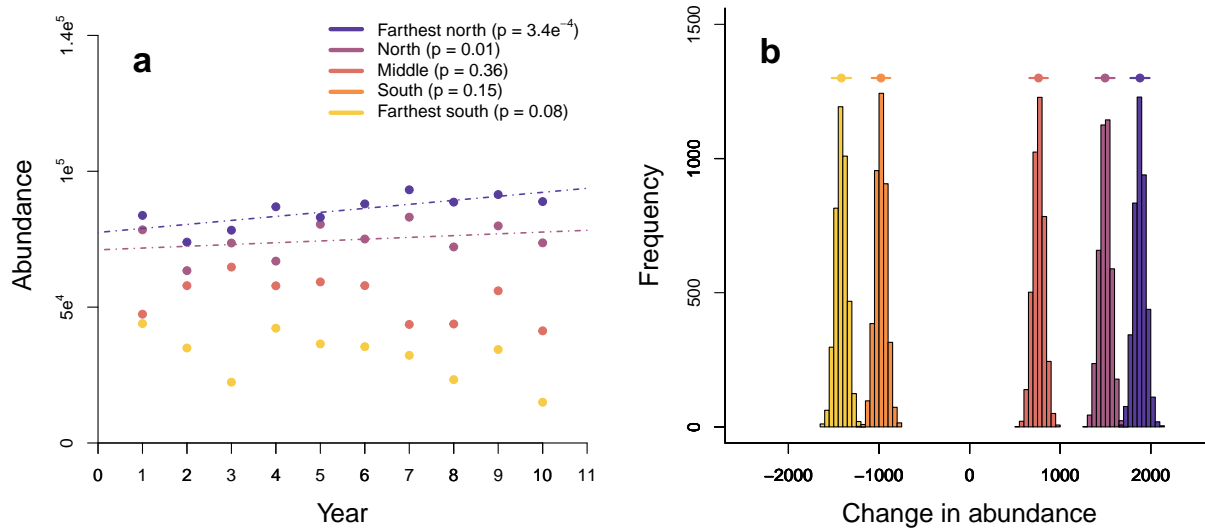 a
Farthest north (p = 3.4e⁻⁴)
North (p = 0.01)
Middle (p = 0.36)
South (p = 0.15)
Farthest south (p = 0.08)
1.4e⁵
1e⁵
5e⁴
0
Abundance
0 1 2 3 4 5 6 7 8 9 10 11
Year
b
1500
1000
500
0
Frequency
-2000 -1000 0 1000 2000
Change in abundance